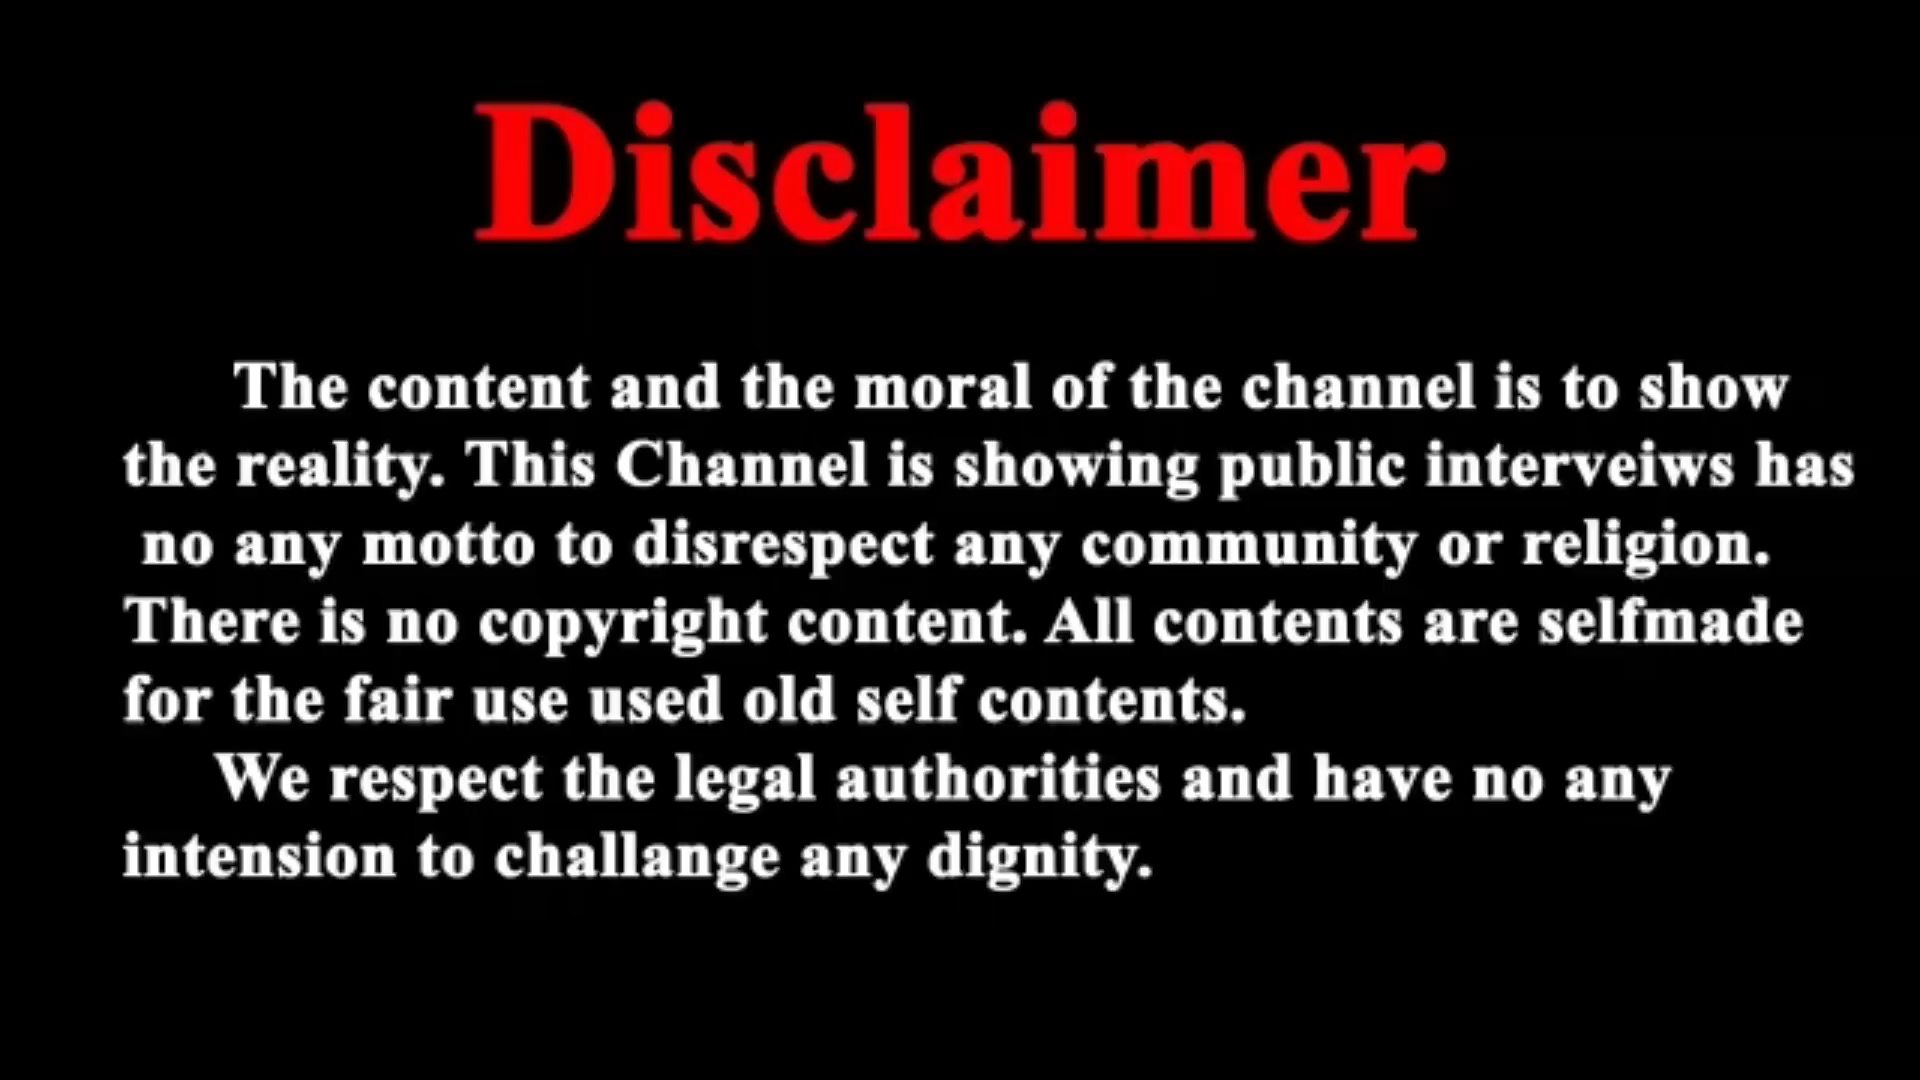 Disclaimer
The content and the moral of the channel is to show
the reality. This Channel is showing public interveiws has
no any motto to disrespect any community or religion.
There is no copyright content. All contents are selfmade
for the fair use used old self contents.
We respect the legal authorities and have no any
intension to challange any dignity.